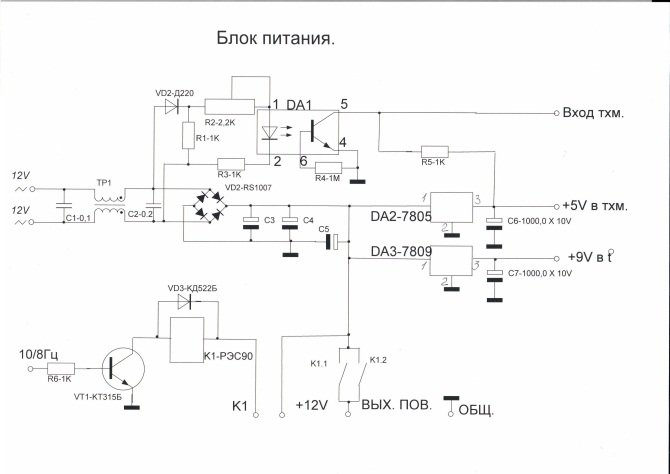 Блок питания.
VD2-Д220
1
DA1
5
Вход тхм.
R2-2,2K
R1-1K
4
2
6
R5-1K
R3-1K
R4-1M
12V
ТР1
VD2-RS1007
1
3
+5V в тхм.
12V
C1-0,1
C2-0.2
C3
C4
DA2-7805
C6-1000,0 X 10V
2
C5
DA3-7809
+9V в t°
1
3
C7-1000,0 X 10V
2
VD3-КД522Б
10/8Гц
K1-РЭС90
K1.1
K1.2
R6-1K
VT1-КТ315Б
K1
+12V
ВЫХ. ПОВ.
ОБЩ.